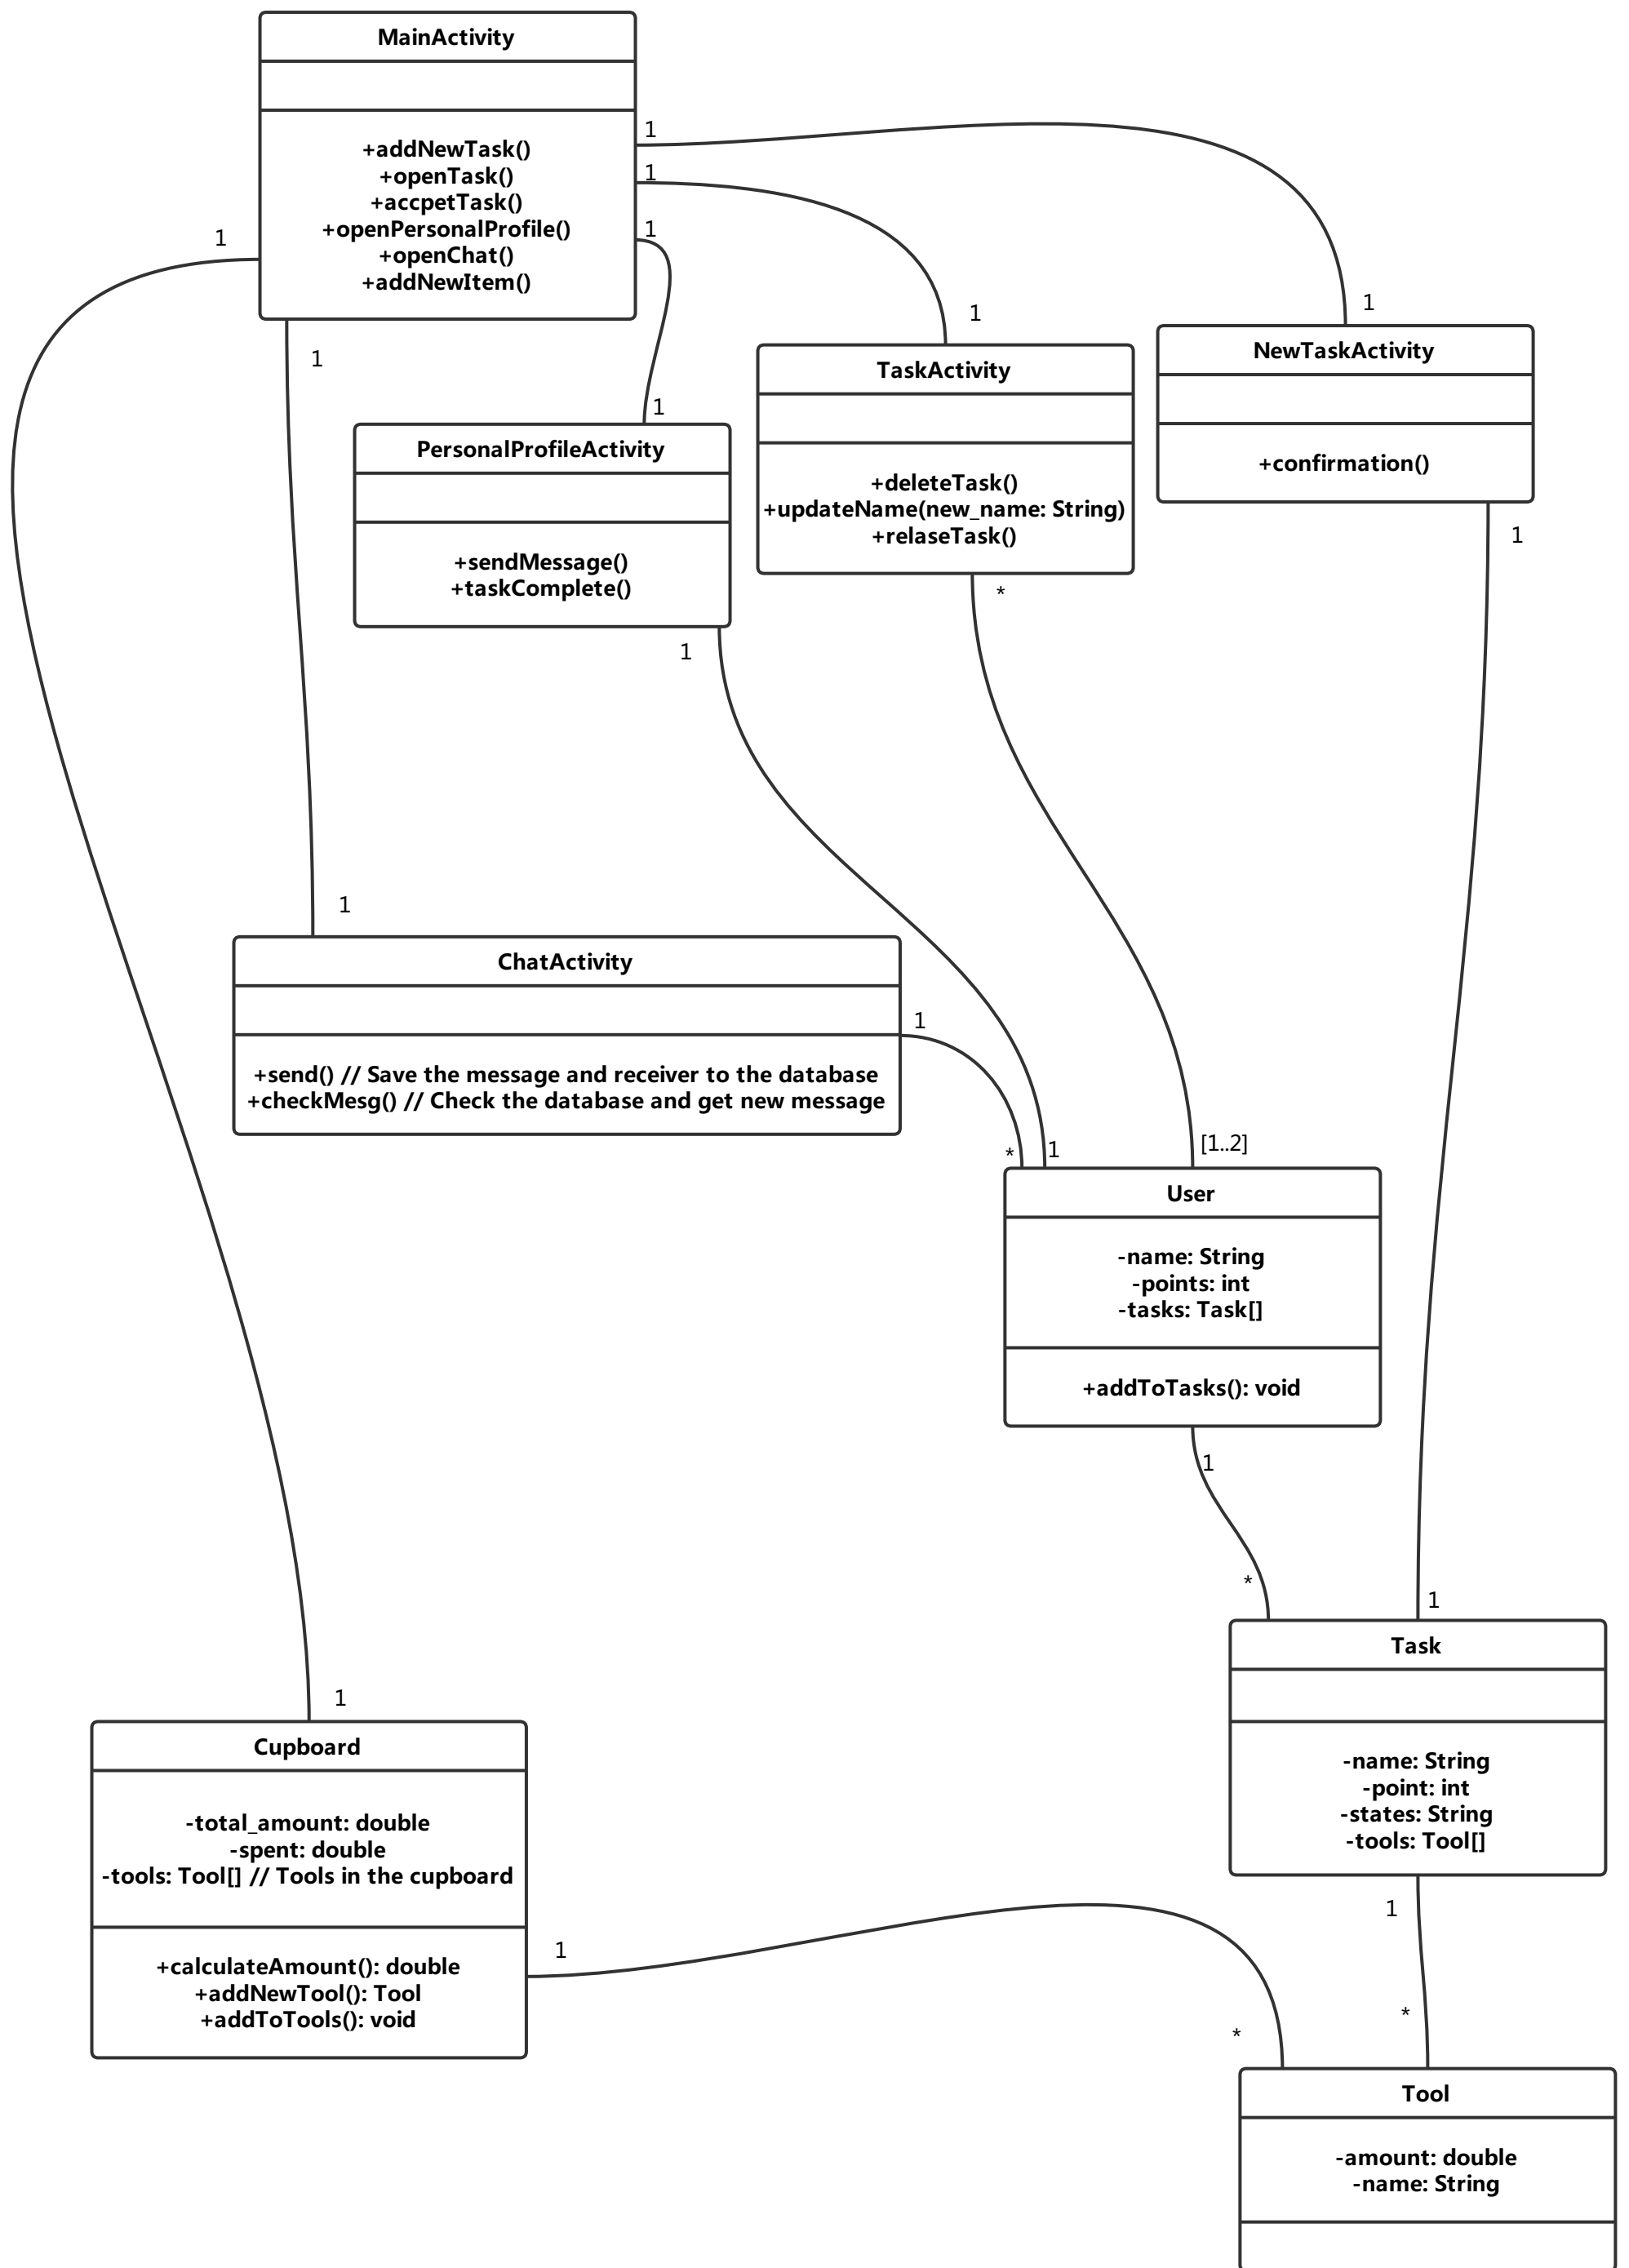 MainActivity
+addNewTask()
+openTask()
+accpetTask()
+openPersonalProfile()
+openChat()
+addNewItem()
1
1
1
1
1
1
1
1
NewTaskActivity
+confirmation()
1
TaskActivity
+deleteTask()
+updateName(new_name: String)
+relaseTask()
*
PersonalProfileActivity
+sendMessage()
+taskComplete()
1
1
ChatActivity
+send() // Save the message and receiver to the database
+checkMesg() // Check the database and get new message
1
*
1
[1..2]
User
-name: String
-points: int
-tasks: Task[]
+addToTasks(): void
1
*
1
Task
-name: String
-point: int
-states: String
-tools: Tool[]
1
*
1
Cupboard
-total_amount: double
-spent: double
-tools: Tool[] // Tools in the cupboard
+calculateAmount(): double
+addNewTool(): Tool
+addToTools(): void
1
*
Tool
-amount: double
-name: String